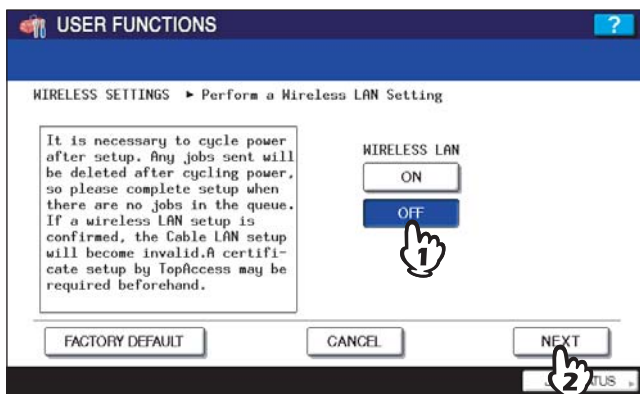 USER FUNCTIONS
?
WIRELESS SETTINGS ► Perform a Wireless LAN Setting
It is necessary to cycle power
after setup. Any jobs sent will
be deleted after cycling power,
so please complete setup when
there are no jobs in the queue.
If a wireless LAN setup is
confirmed, the Cable LAN setup
will become invalid.A certifi-
cate setup by TopAccess may be
required beforehand.
WIRELESS LAN
ON
OFF
1
FACTORY DEFAULT
CANCEL
NEXT
2